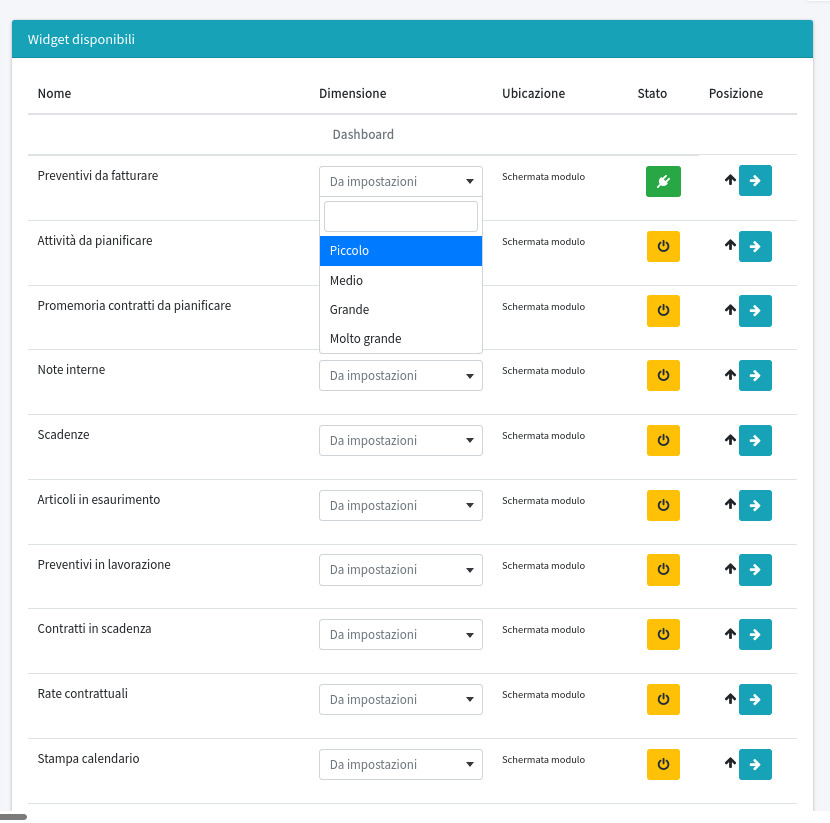 Widget disponibili
Nome Dimensione Ubicazione Stato Posizione
Dashboard
Preventivi da fatturare Da impostazioni Schermata modulo
Attività da pianificare Schermata modulo
Piccolo
Medio
Promemoria contratti da pianificare Grande Schermata modulo
Molto grande
Note interne Da impostazioni Schermata modulo
Scadenze Da impostazioni Schermata modulo
Articoli in esaurimento Da impostazioni Schermata modulo
Preventivi in lavorazione Da impostazioni Schermata modulo
Contratti in scadenza Da impostazioni Schermata modulo
Rate contrattuali Da impostazioni Schermata modulo
Stampa calendario Da impostazioni Schermata modulo